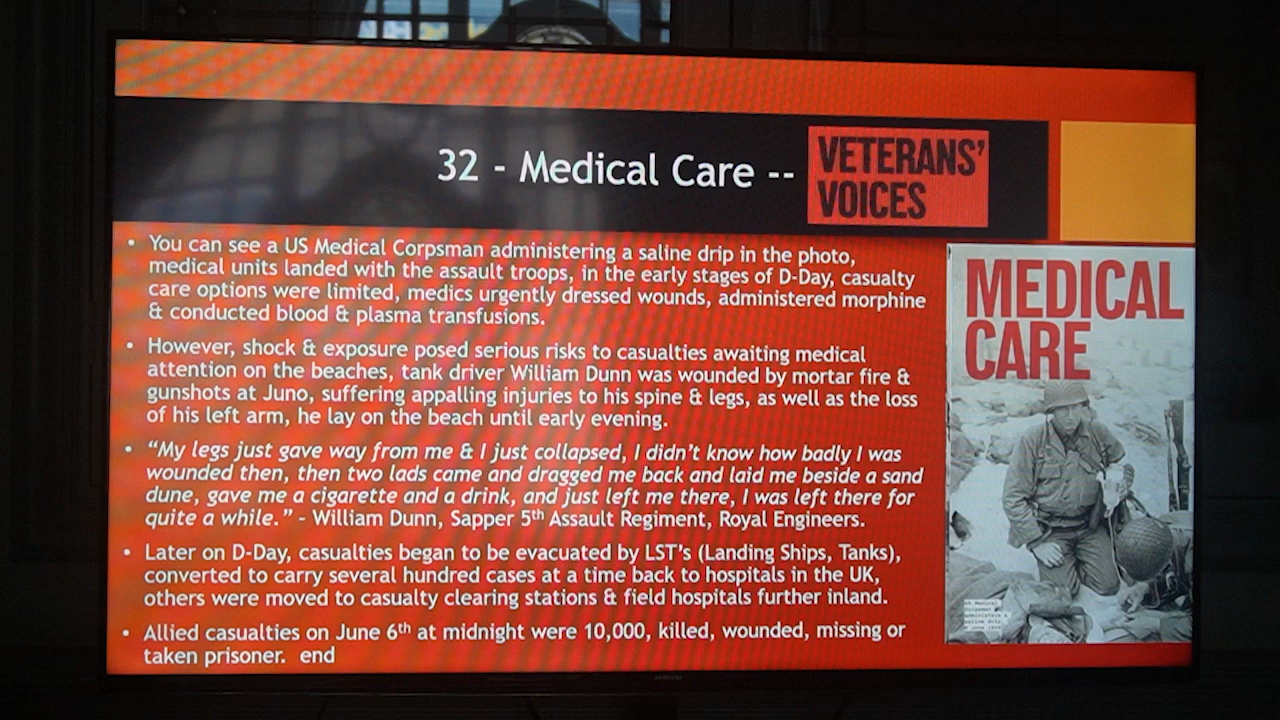 32 - Medical Care --
VETERANS'
VOICES
• You can see a US Medical Corpsman administering a saline drip in the photo,
medical units landed with the assault troops, in the early stages of D-Day, casualty
care options were limited, medics urgently dressed wounds, administered morphine
& conducted blood & plasma transfusions.
• However, shock & exposure posed serious risks to casualties awaiting medical
attention on the beaches, tank driver William Dunn was wounded by mortar fire &
gunshots at Juno, suffering appalling injuries to his spine & legs, as well as the loss
of his left arm, he lay on the beach until early evening.
• “My legs just gave way from me & I just collapsed, I didn’t know how badly I was
wounded then, then two lads came and dragged me back and laid me beside a sand
dune, gave me a cigarette and a drink, and just left me there, I was left there for
quite a while.” – William Dunn, Sapper 5th Assault Regiment, Royal Engineers.
• Later on D-Day, casualties began to be evacuated by LST’s (Landing Ships, Tanks),
converted to carry several hundred cases at a time back to hospitals in the UK,
others were moved to casualty clearing stations & field hospitals further inland.
• Allied casualties on June 6th at midnight were 10,000, killed, wounded, missing or
taken prisoner. end
MEDICAL
CARE
SAMSUNG